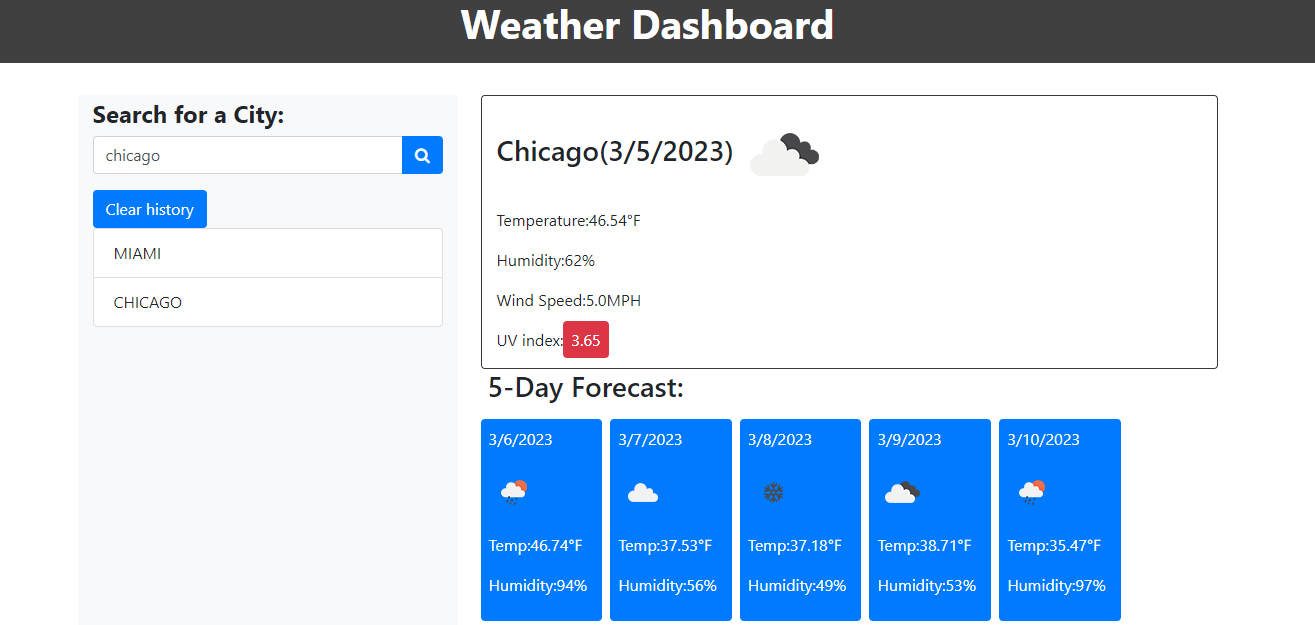 Weather Dashboard
Search for a City:
chicago
Clear history
MIAMI
CHICAGO
Chicago(3/5/2023)
Temperature:46.54°F
Humidity:62%
Wind Speed:5.0MPH
UV index:3.65
5-Day Forecast:
3/6/2023
Temp:46.74°F
Humidity:94%
3/7/2023
Temp:37.53°F
Humidity:56%
3/8/2023
Temp:37.18°F
Humidity:49%
3/9/2023
Temp:38.71°F
Humidity:53%
3/10/2023
Temp:35.47°F
Humidity:97%